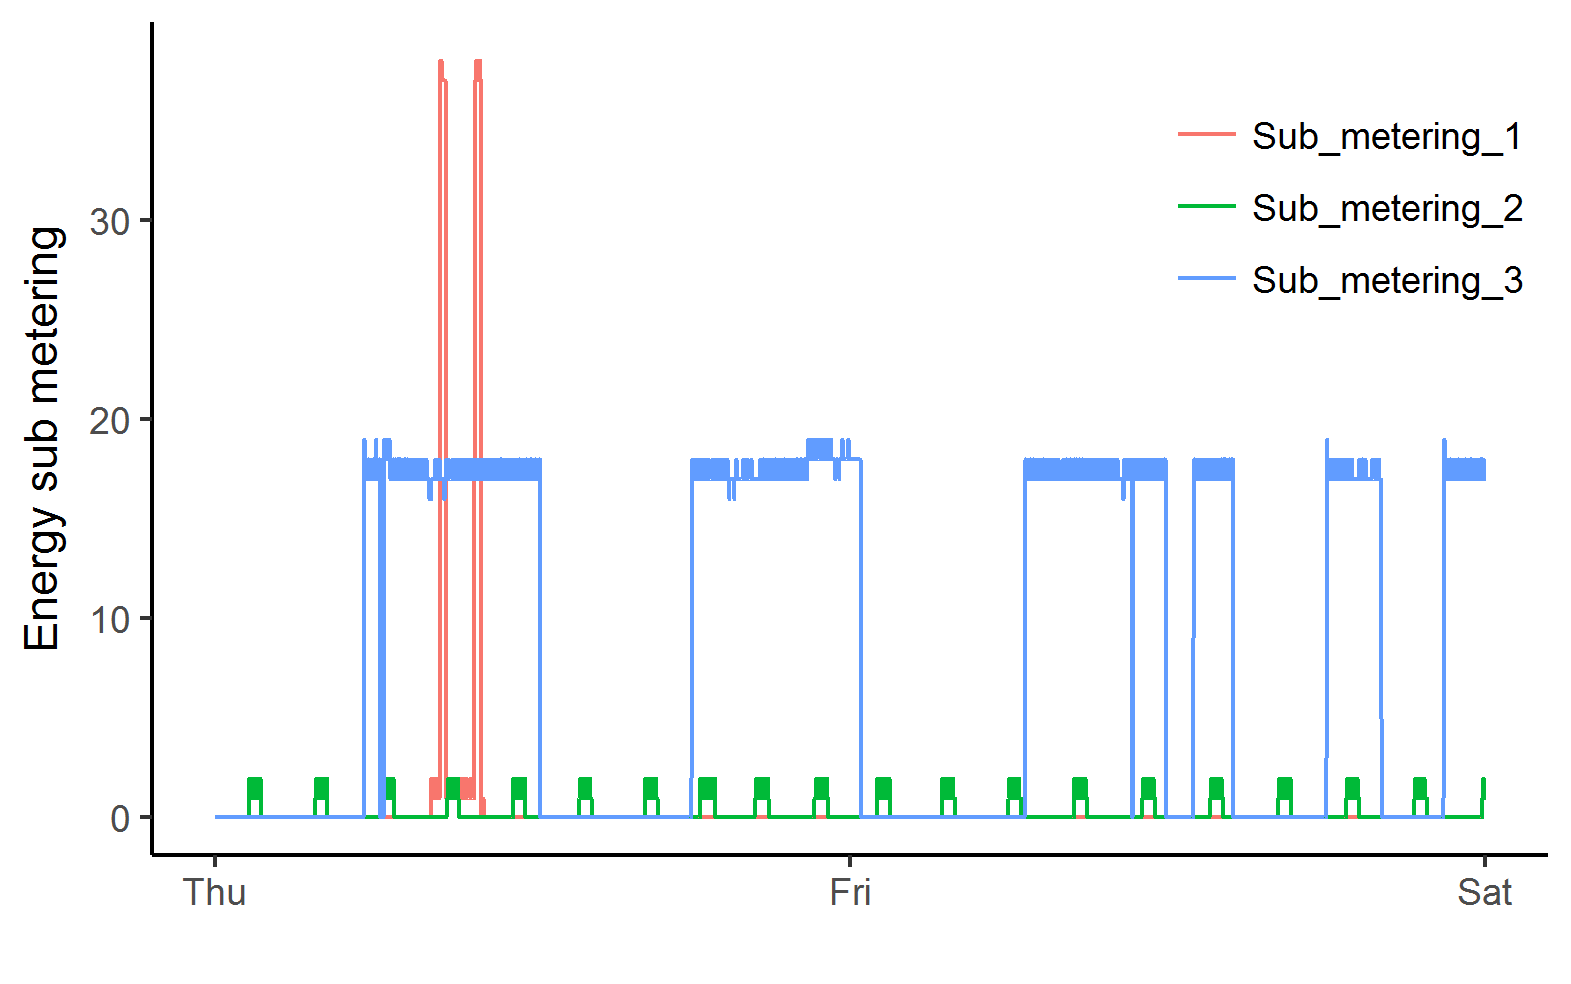 Energy sub metering
30
20
10
0
Sub_metering_1
Sub_metering_2
Sub_metering_3
Thu Fri Sat